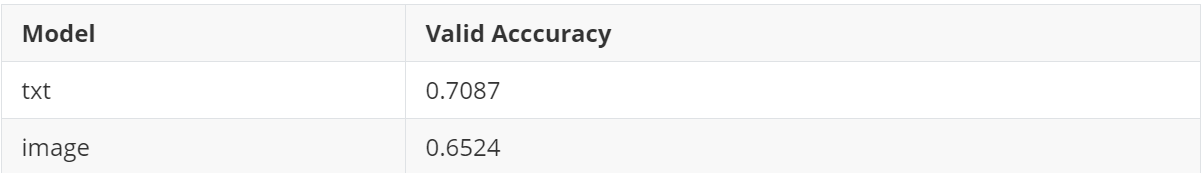 Model Valid Acccuracy
txt 0.7087
image 0.6524